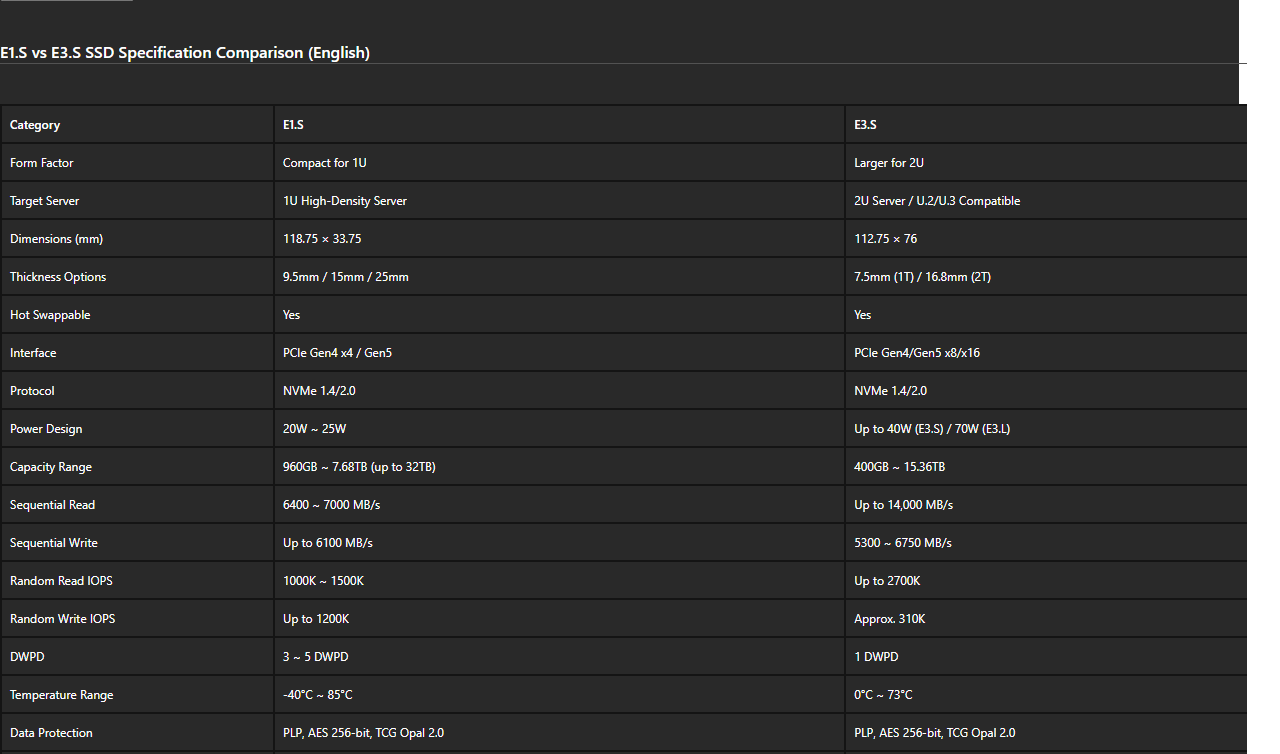 E1.S vs E3.S SSD Specification Comparison (English)
Category E1.S E3.S
Form Factor Compact for 1U Larger for 2U
Target Server 1U High-Density Server 2U Server / U.2/U.3 Compatible
Dimensions (mm) 118.75 × 33.75 112.75 × 76
Thickness Options 9.5mm / 15mm / 25mm 7.5mm (1T) / 16.8mm (2T)
Hot Swappable Yes Yes
Interface PCIe Gen4 x4 / Gen5 PCIe Gen4/Gen5 x8/x16
Protocol NVMe 1.4/2.0 NVMe 1.4/2.0
Power Design 20W ~ 25W Up to 40W (E3.S) / 70W (E3.L)
Capacity Range 960GB ~ 7.68TB (up to 32TB) 400GB ~ 15.36TB
Sequential Read 6400 ~ 7000 MB/s Up to 14,000 MB/s
Sequential Write Up to 6100 MB/s 5300 ~ 6750 MB/s
Random Read IOPS 1000K ~ 1500K Up to 2700K
Random Write IOPS Up to 1200K Approx. 310K
DWPD 3 ~ 5 DWPD 1 DWPD
Temperature Range -40°C ~ 85°C 0°C ~ 73°C
Data Protection PLP, AES 256-bit, TCG Opal 2.0 PLP, AES 256-bit, TCG Opal 2.0